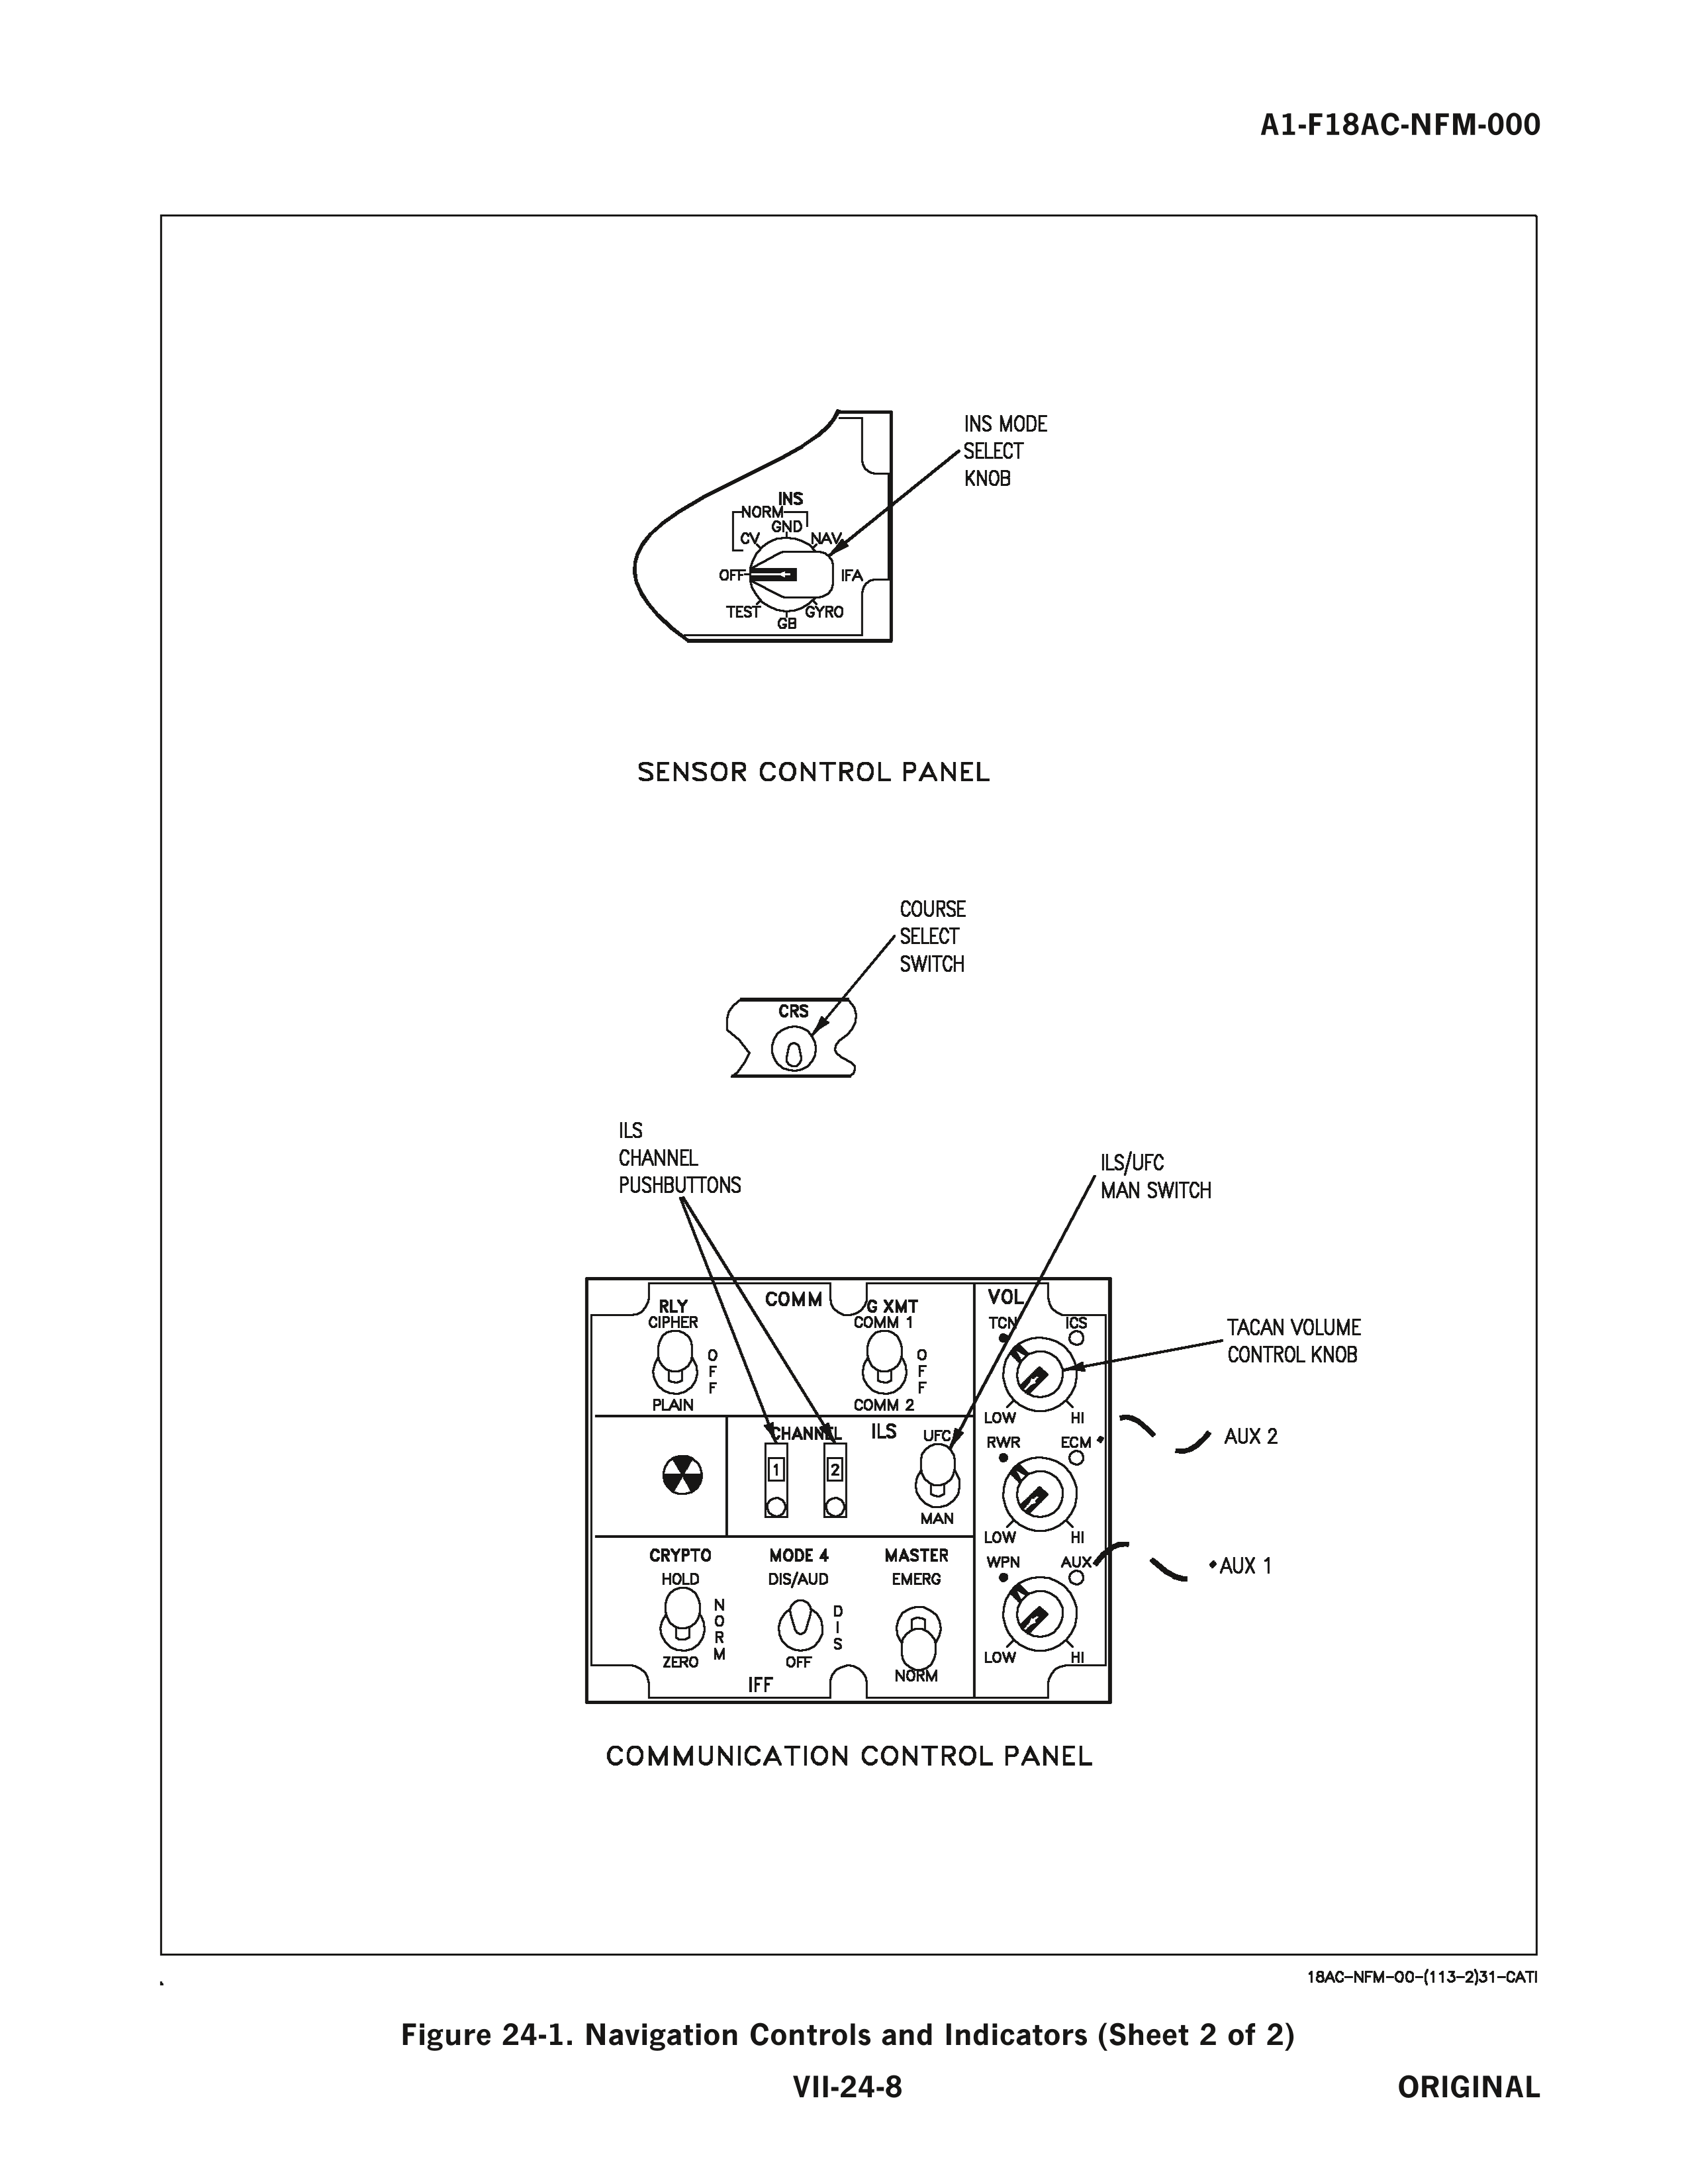 A1-F18AC-NFM-000
INS MODE
SELECT
KNOB
INS
NORM
GND
CV
NAV
OFF
IFA
TEST
GYRO
GB
SENSOR CONTROL PANEL
COURSE
SELECT
SWITCH
CRS
ILS
CHANNEL
PUSHBUTTONS
ILS/UFC
MAN SWITCH
COMM
VOL
RLY
G XMT
CIPHER
COMM 1
TCN
ICS
TACAN VOLUME
CONTROL KNOB
OFF
OFF
PLAIN
COMM 2
LOW
HI
CHANNEL
ILS
UFC
RWR
ECM
AUX 2
1
2
MAN
LOW
HI
CRYPTO
MODE 4
MASTER
WPN
AUX
AUX 1
HOLD
DIS/AUD
EMERG
NORM
DIS
ZERO
OFF
NORM
LOW
HI
IFF
COMMUNICATION CONTROL PANEL
18AC-NFM-00-(113-2)31-CATI
Figure 24-1. Navigation Controls and Indicators (Sheet 2 of 2)
VII-24-8
ORIGINAL